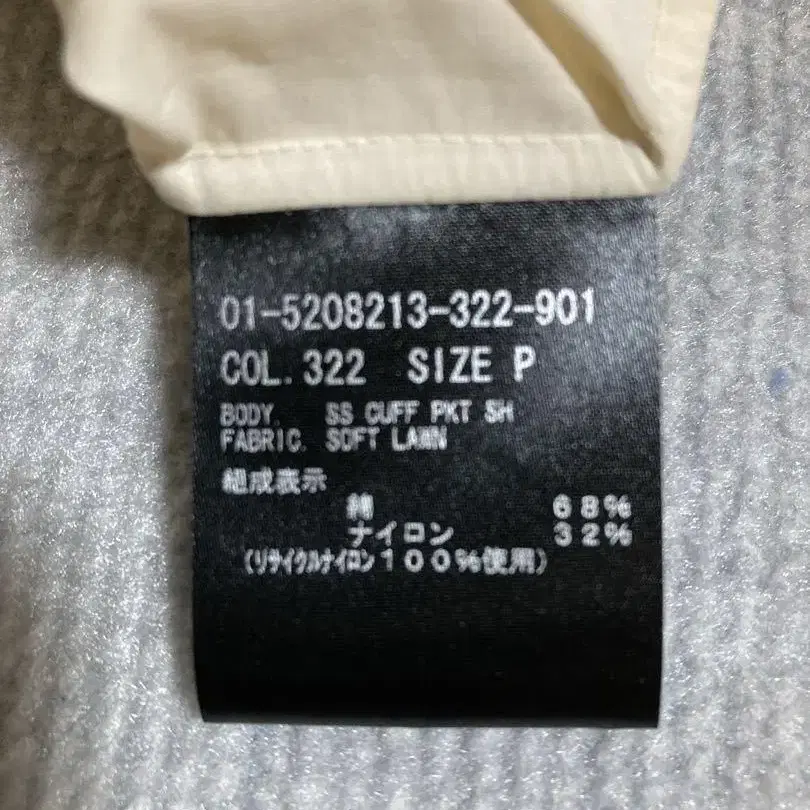 01-5208213-322-901
COL.322 SIZE P
BODY. SS CUFF PKT SH
FABRIC. SOFT LAWN
組成表示
綿 68%
ナイロン 32%
(リサイクルナイロン100%使用)